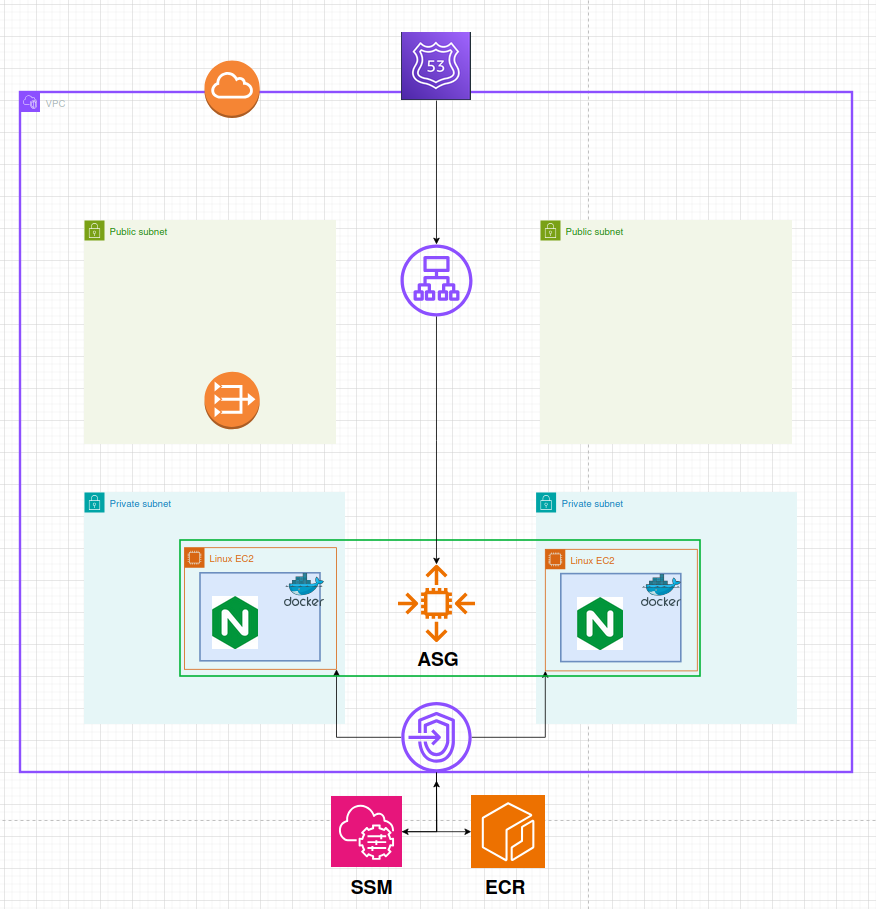 53
VPC
Public subnet
Public subnet
Private subnet
Private subnet
Linux EC2
Linux EC2
docker
docker
N
N
ASG
SSM
ECR